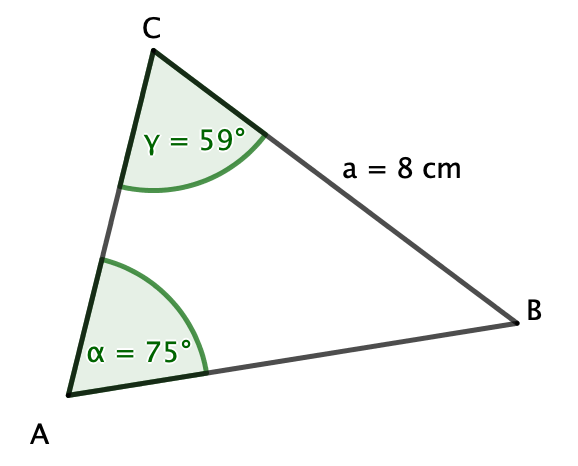 C
γ = 59°
a = 8 cm
B
α = 75°
A